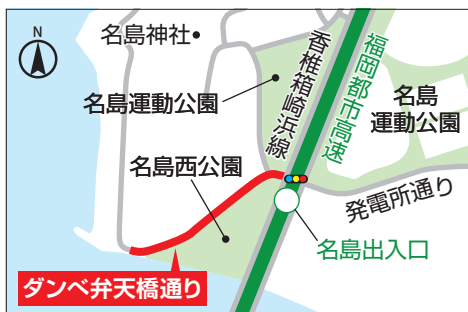 N
名島神社
名島運動公園
名島西公園
香椎箱崎浜線
福岡都市高速
名島
運動公園
発電所通り
名島出入口
ダンベ弁天橋通り